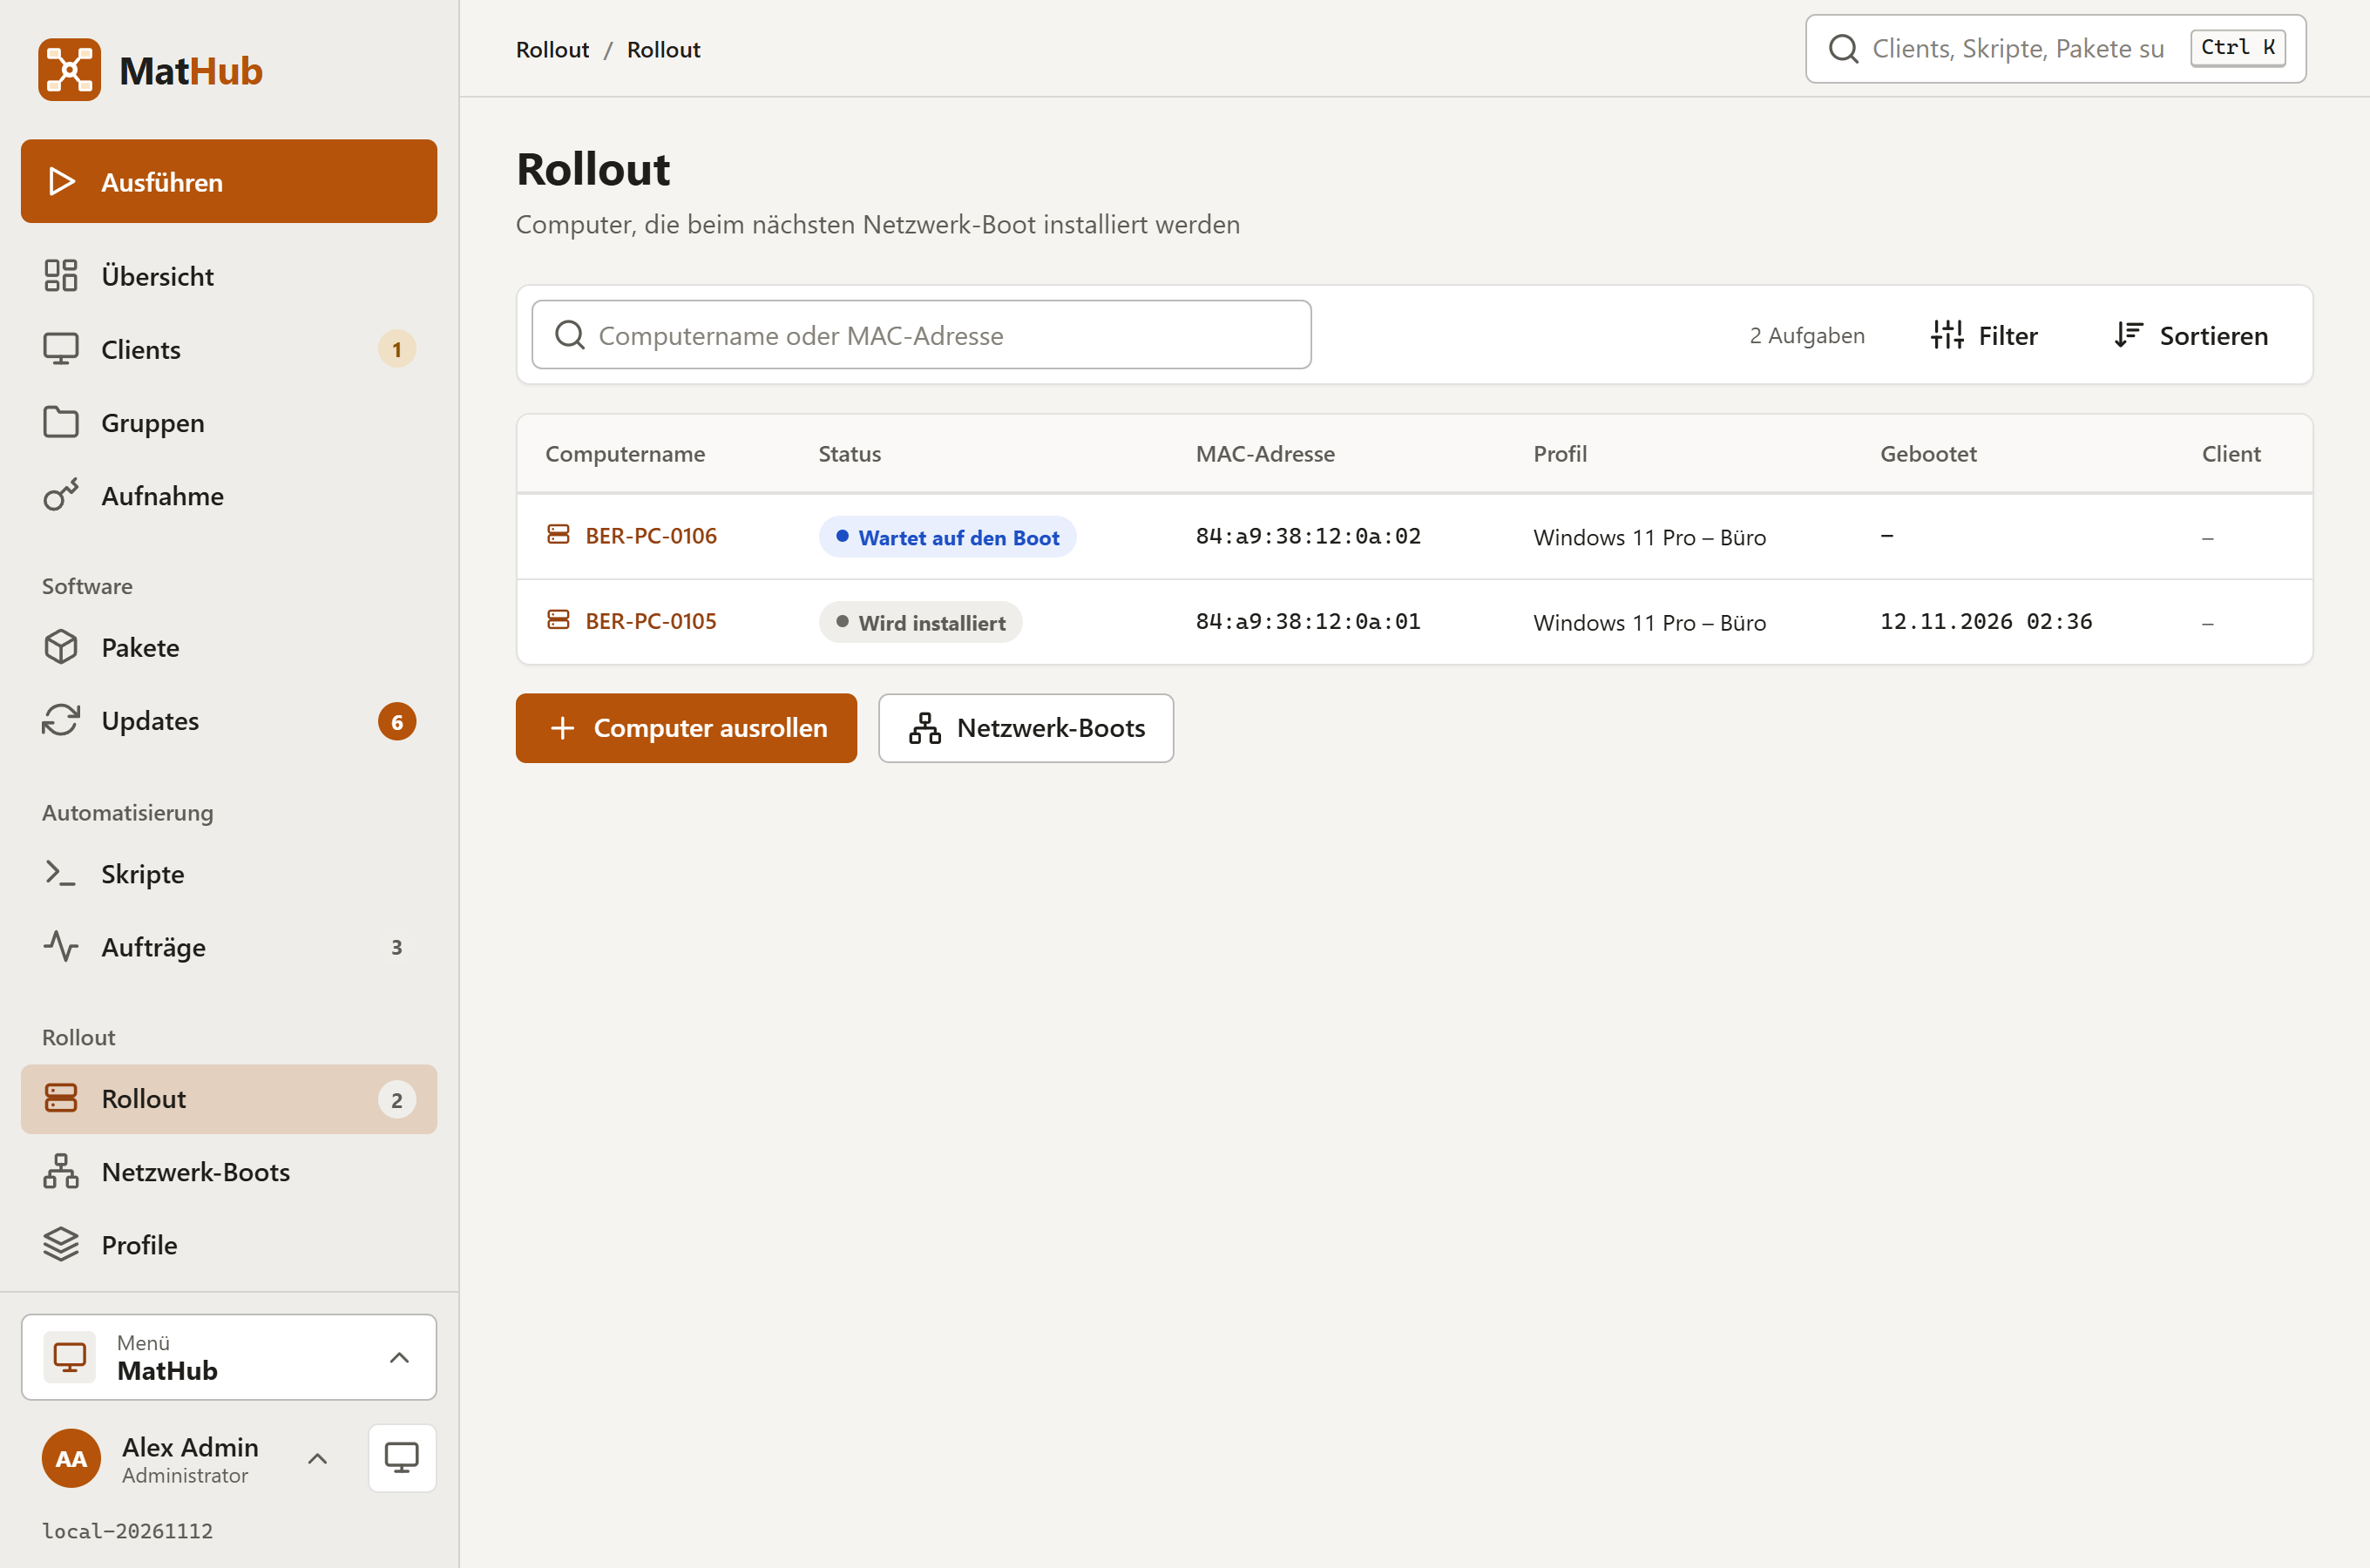 MatHub
Ausführen
Übersicht
Clients 1
Gruppen
Aufnahme
Software
Pakete
Updates 6
Automatisierung
Skripte
Aufträge 3
Rollout
Rollout 2
Netzwerk-Boots
Profile
Menü
MatHub
AA
Alex Admin
Administrator
local-20261112
Rollout / Rollout
Clients, Skripte, Pakete su Ctrl K
Rollout
Computer, die beim nächsten Netzwerk-Boot installiert werden
Computername oder MAC-Adresse 2 Aufgaben Filter Sortieren
Computername Status MAC-Adresse Profil Gebootet Client
BER-PC-0106 Wartet auf den Boot 84:a9:38:12:0a:02 Windows 11 Pro – Büro – –
BER-PC-0105 Wird installiert 84:a9:38:12:0a:01 Windows 11 Pro – Büro 12.11.2026 02:36 –
Computer ausrollen Netzwerk-Boots